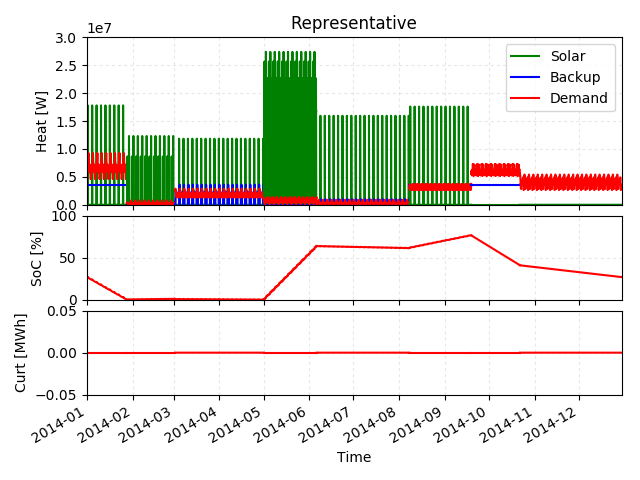 Representative
1e7
3.0
2.5
2.0
1.5
1.0
0.5
0.0
Heat [W]
Solar
Backup
Demand
100
50
0
SoC [%]
0.05
0.00
−0.05
Curt [MWh]
2014-01
2014-02
2014-03
2014-04
2014-05
2014-06
2014-07
2014-08
2014-09
2014-10
2014-11
2014-12
Time